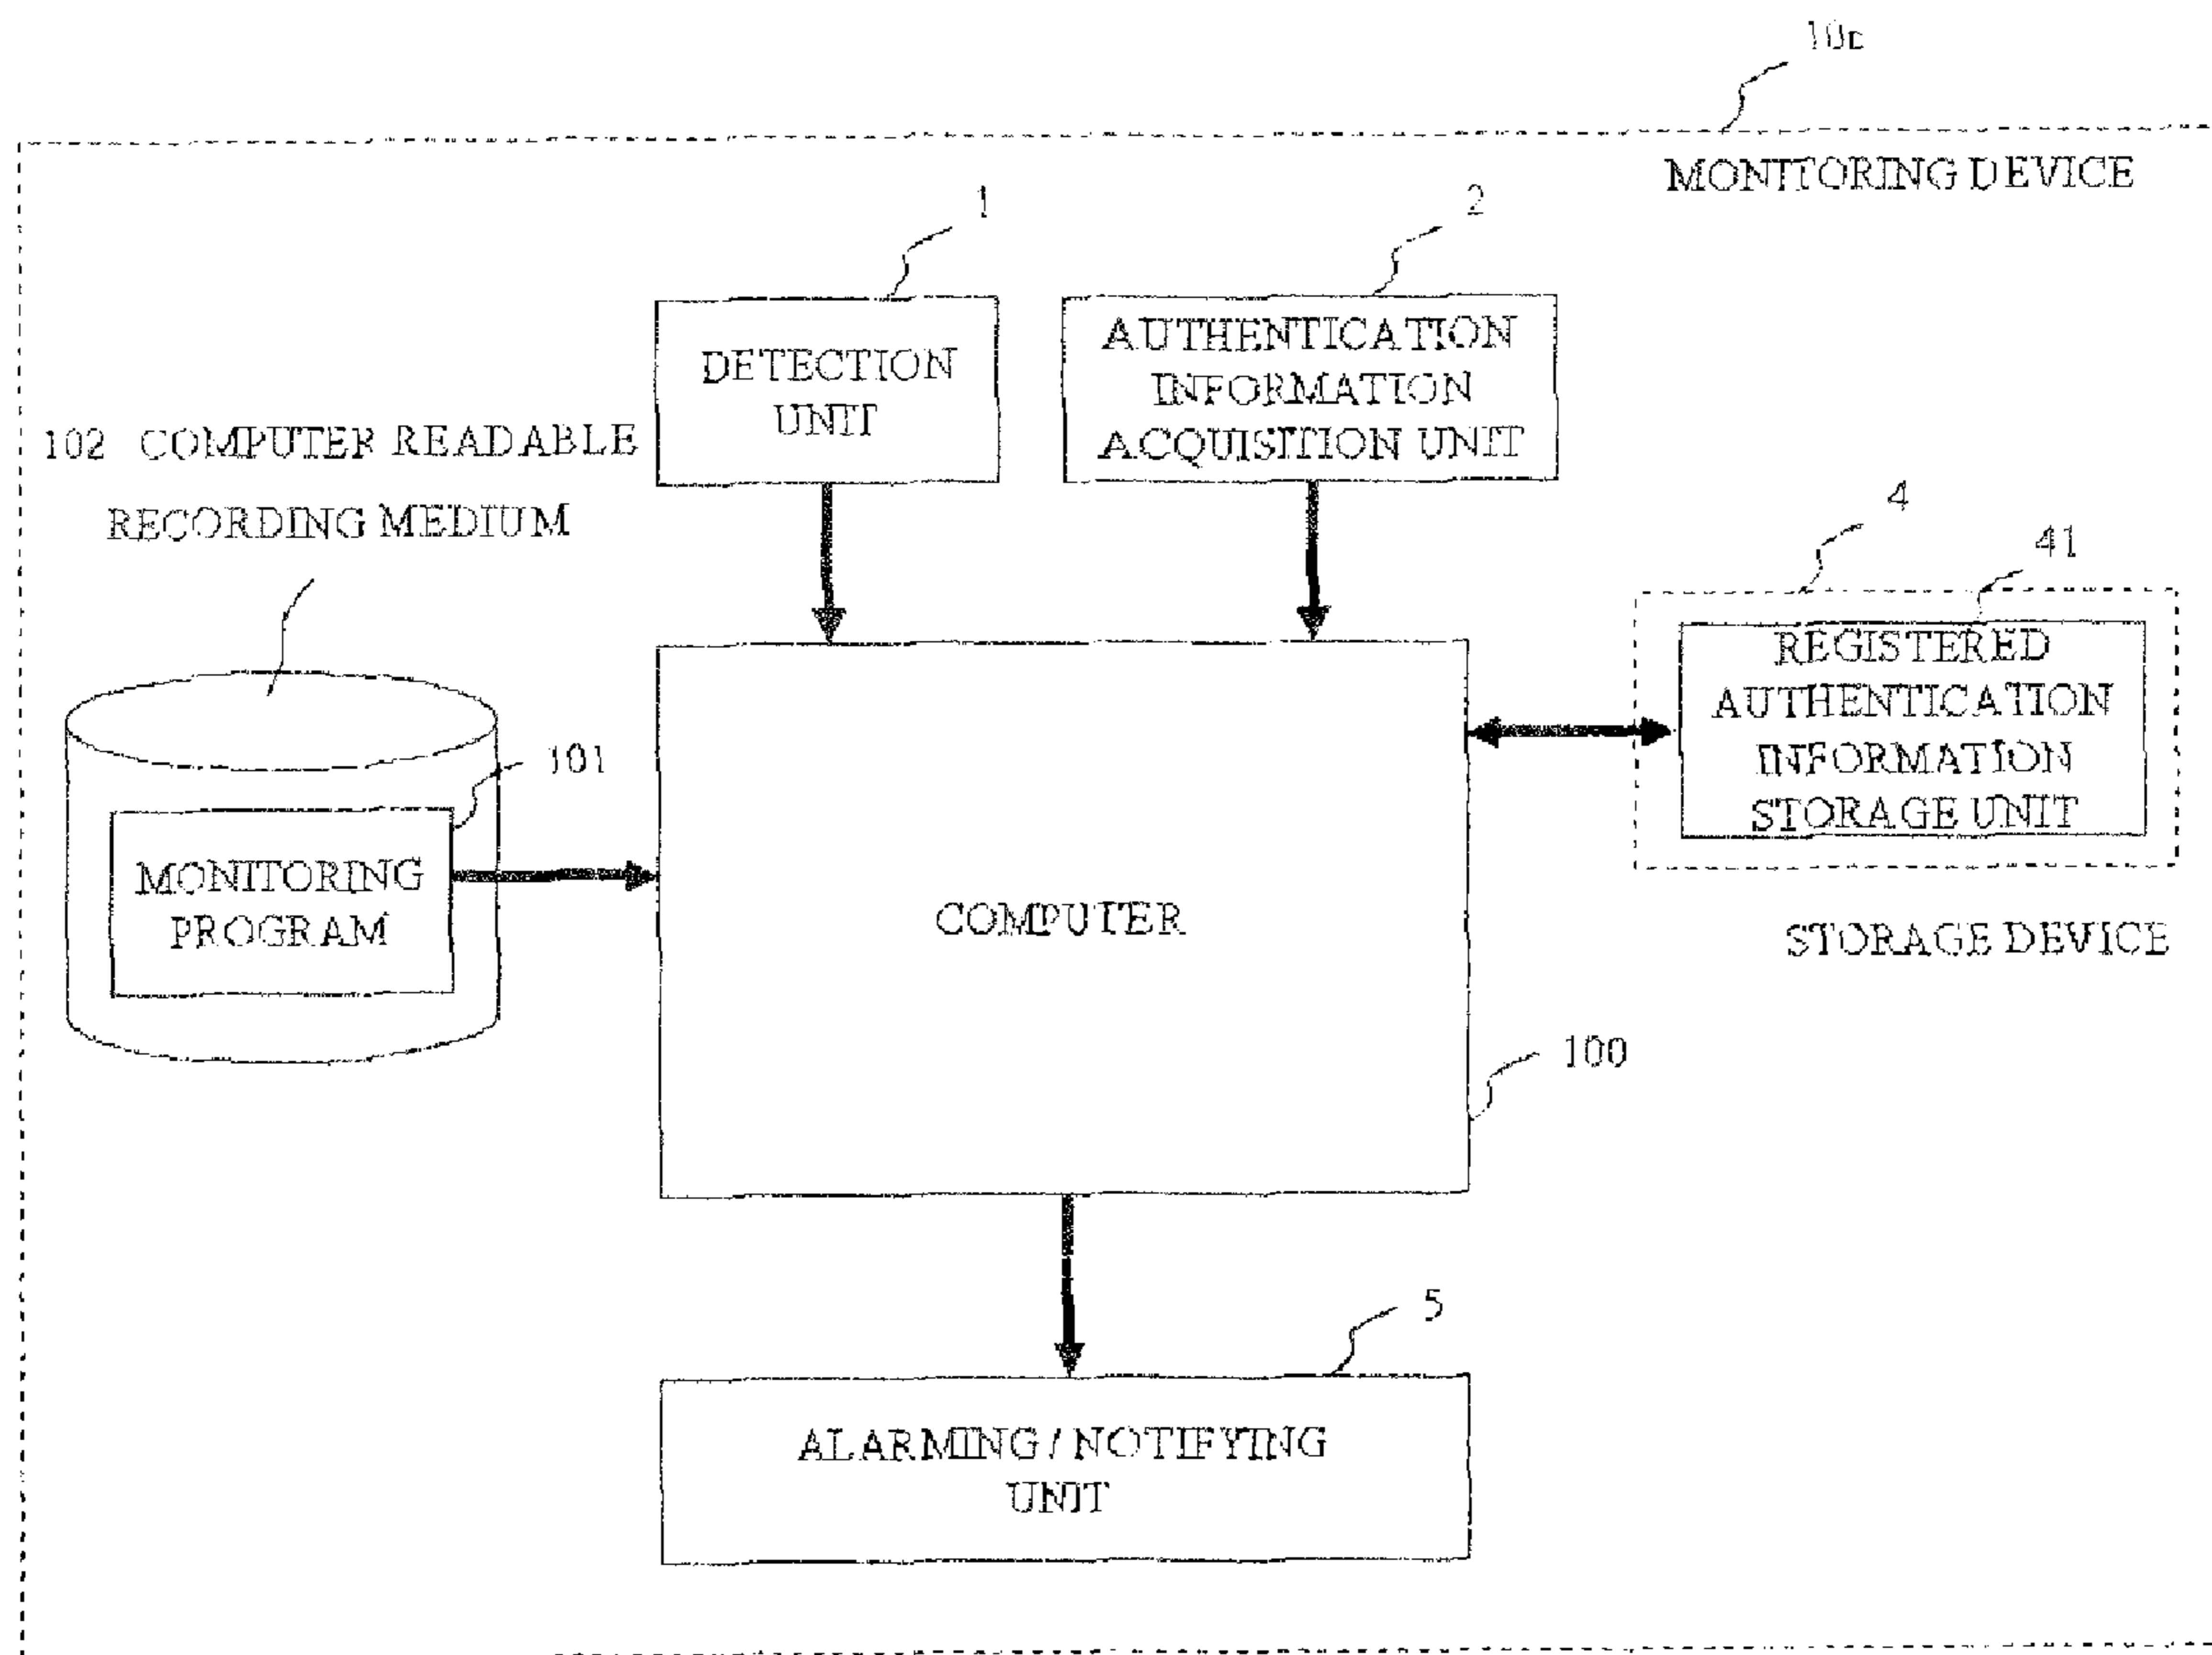 MONITORING DEVICE
1
2
DETECTION
UNIT
AUTHENTICATION
INFORMATION
ACQUISITION UNIT
102 COMPUTER READABLE
RECORDING MEDIUM
4
41
REGISTERED
AUTHENTICATION
INFORMATION
STORAGE UNIT
101
MONITORING
PROGRAM
COMPUTER
STORAGE DEVICE
100
5
ALARMING / NOTIFYING
UNIT